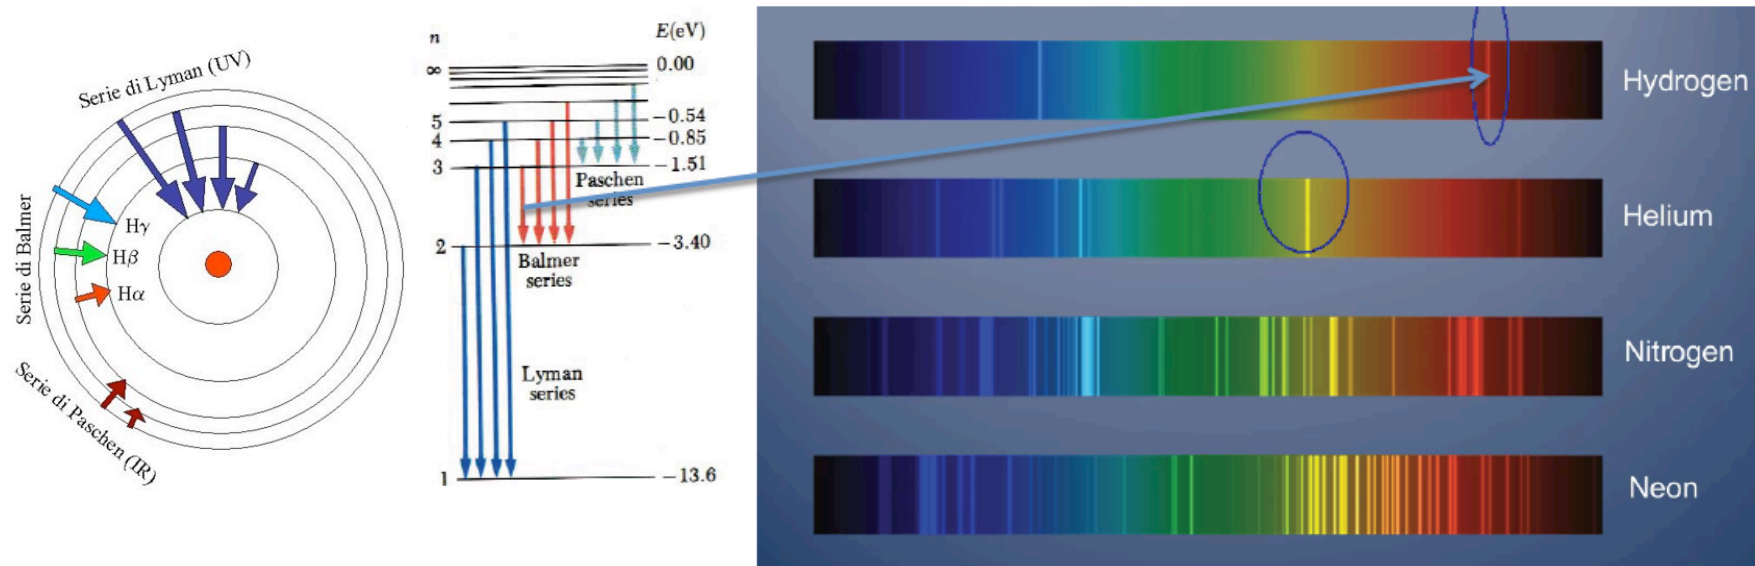 Serie di Lyman (UV)
Serie di Balmer
Hγ
Hβ
Hα
Serie di Paschen (IR)
n
E(eV)
∞
0.00
5
−0.54
4
−0.85
3
−1.51
Paschen
series
2
−3.40
Balmer
series
Lyman
series
1
−13.6
Hydrogen
Helium
Nitrogen
Neon